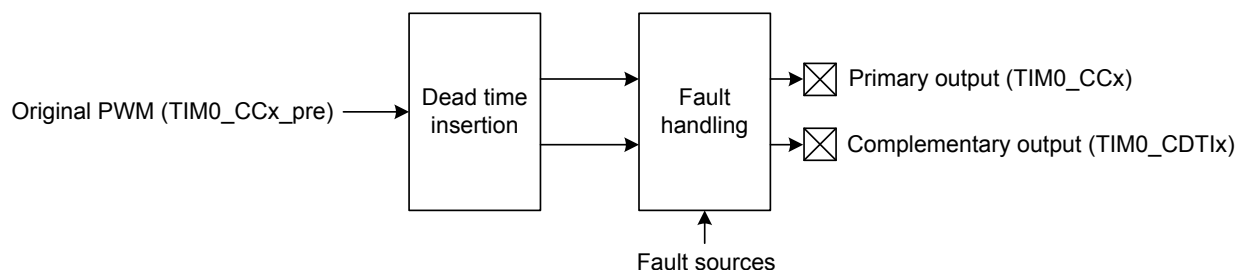 Original PWM (TIM0_CCx_pre)
Dead time
insertion
Fault
handling
Primary output (TIM0_CCx)
Complementary output (TIM0_CDTIx)
Fault sources